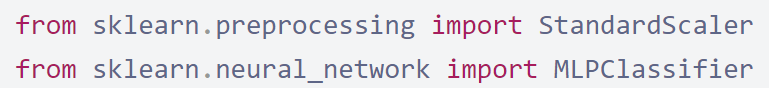 from sklearn.preprocessing import StandardScaler
from sklearn.neural_network import MLPClassifier